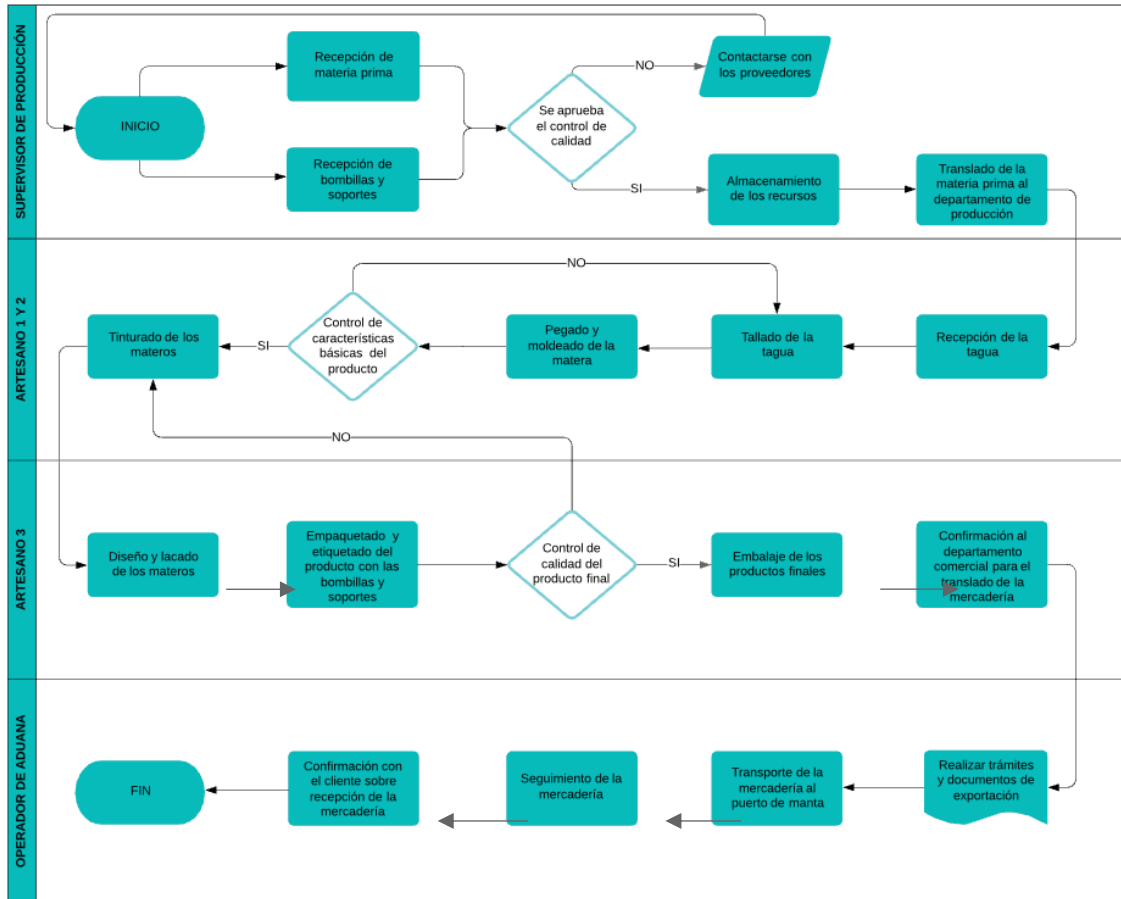 SUPERVISOR DE PRODUCCIÓN
INICIO
Recepción de
materia prima
Recepción de
bombillas y
soportes
Se aprueba
el control de
calidad
NO
Contactarse con
los proveedores
SI
Almacenamiento
de los recursos
Translado de la
materia prima al
departamento de
producción
ARTESANO 1 Y 2
NO
Tinturado de los
materos
SI
Control de
características
básicas del
producto
Pegado y
moldeado de la
matera
Tallado de la
tagua
Recepción de la
tagua
NO
ARTESANO 3
Diseño y lacado
de los materos
Empaquetado y
etiquetado del
producto con las
bombillas y
soportes
Control de
calidad del
producto final
SI
Embalaje de los
productos finales
Confirmación al
departamento
comercial para el
translado de la
mercadería
OPERADOR DE ADUANA
FIN
Confirmación con
el cliente sobre
recepción de la
mercadería
Seguimiento de la
mercadería
Transporte de la
mercadería al
puerto de manta
Realizar trámites
y documentos de
exportación